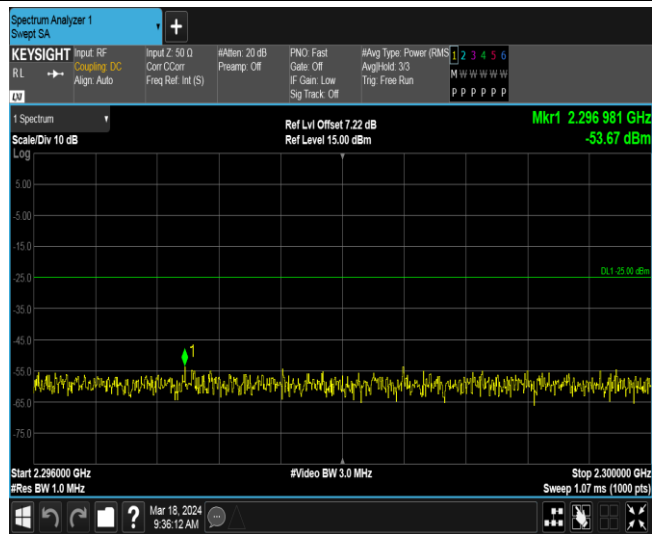 Spectrum Analyzer 1
Swept SA
+
KEYSIGHT
RL
LXI
Input: RF
Coupling: DC
Align: Auto
Input Z: 50 Ω
Corr CCorr
Freq Ref: Int (S)
#Atten: 20 dB
Preamp: Off
PNO: Fast
Gate: Off
IF Gain: Low
Sig Track: Off
#Avg Type: Power (RMS
Avg|Hold: 3/3
Trig: Free Run
1 2 3 4 5 6
M W W W W W
P P P P P P
1 Spectrum
Scale/Div 10 dB
Log
Ref Lvl Offset 7.22 dB
Ref Level 15.00 dBm
Mkr1 2.296 981 GHz
-53.67 dBm
5.00
-5.00
-15.0
DL1 -25.00 dBm
-25.0
-35.0
-45.0
1
-55.0
-65.0
-75.0
Start 2.296000 GHz
#Res BW 1.0 MHz
#Video BW 3.0 MHz
Stop 2.300000 GHz
Sweep 1.07 ms (1000 pts)
?
Mar 18, 2024
9:36:12 AM